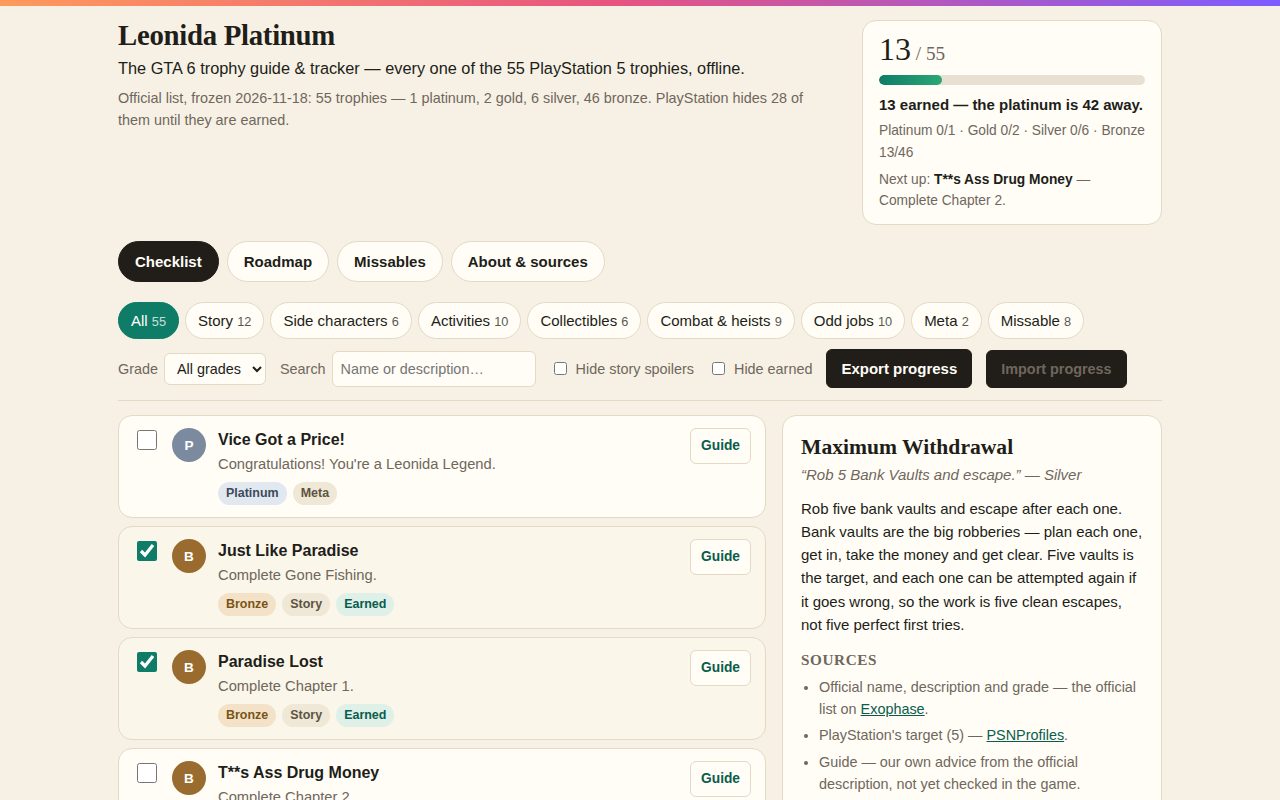 Leonida Platinum
The GTA 6 trophy guide & tracker — every one of the 55 PlayStation 5 trophies, offline.
Official list, frozen 2026-11-18: 55 trophies — 1 platinum, 2 gold, 6 silver, 46 bronze. PlayStation hides 28 of
them until they are earned.
13 / 55
13 earned — the platinum is 42 away.
Platinum 0/1 · Gold 0/2 · Silver 0/6 · Bronze
13/46
Next up: T**s Ass Drug Money —
Complete Chapter 2.
Checklist Roadmap Missables About & sources
All 55 Story 12 Side characters 6 Activities 10 Collectibles 6 Combat & heists 9 Odd jobs 10 Meta 2 Missable 8
Grade All grades Search Name or description… Hide story spoilers Hide earned Export progress Import progress
P Vice Got a Price! Guide
Congratulations! You're a Leonida Legend.
Platinum Meta
B Just Like Paradise Guide
Complete Gone Fishing.
Bronze Story Earned
B Paradise Lost Guide
Complete Chapter 1.
Bronze Story Earned
B T**s Ass Drug Money Guide
Complete Chapter 2.
Maximum Withdrawal
“Rob 5 Bank Vaults and escape.” — Silver
Rob five bank vaults and escape after each one.
Bank vaults are the big robberies — plan each one,
get in, take the money and get clear. Five vaults is
the target, and each one can be attempted again if
it goes wrong, so the work is five clean escapes,
not five perfect first tries.
SOURCES
• Official name, description and grade — the official
list on Exophase.
• PlayStation's target (5) — PSNProfiles.
• Guide — our own advice from the official
description, not yet checked in the game.